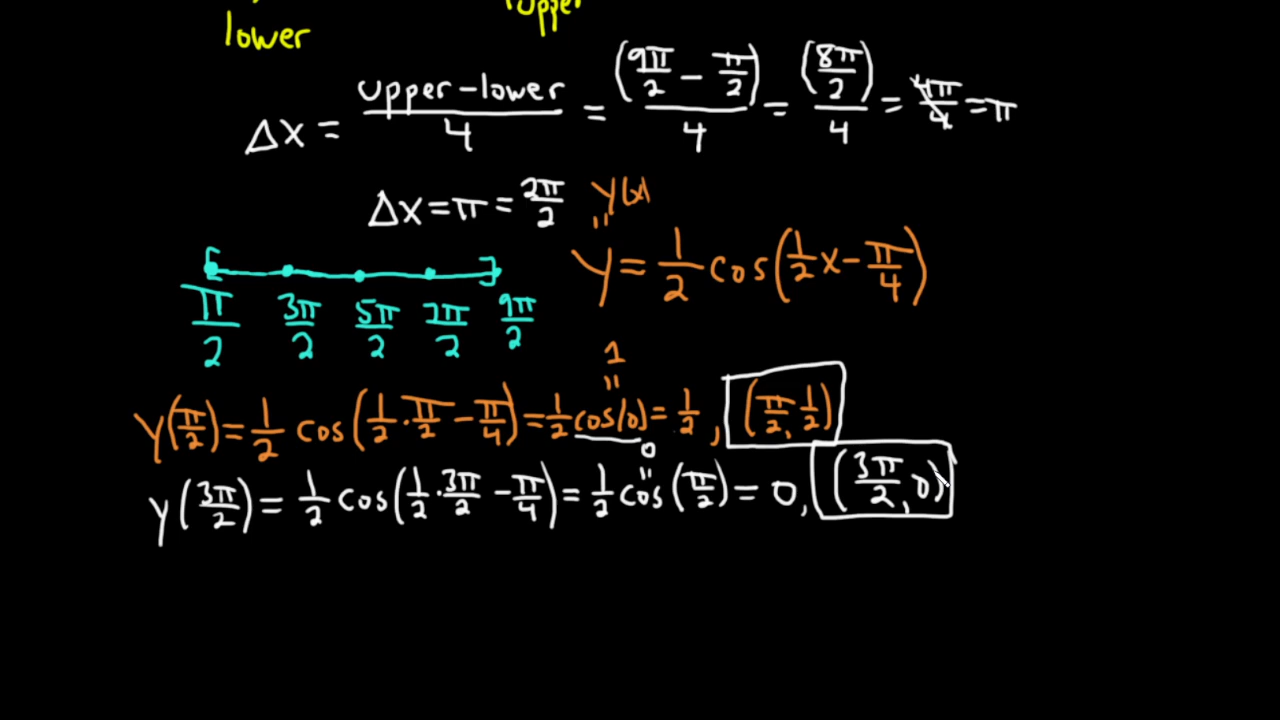 lower upper
Δx = (upper-lower)/4 = (9π/2 - π/2)/4 = (8π/2)/4 = 4π/4 = π
Δx = π = 2π/2
y(x)
"
y = 1/2 cos(1/2 x - π/4)
π/2 3π/2 5π/2 7π/2 9π/2
1
"
y(π/2) = 1/2 cos(1/2 · π/2 - π/4) = 1/2 cos(0) = 1/2, (π/2, 1/2)
0
"
y(3π/2) = 1/2 cos(1/2 · 3π/2 - π/4) = 1/2 cos(π/2) = 0, (3π/2, 0)